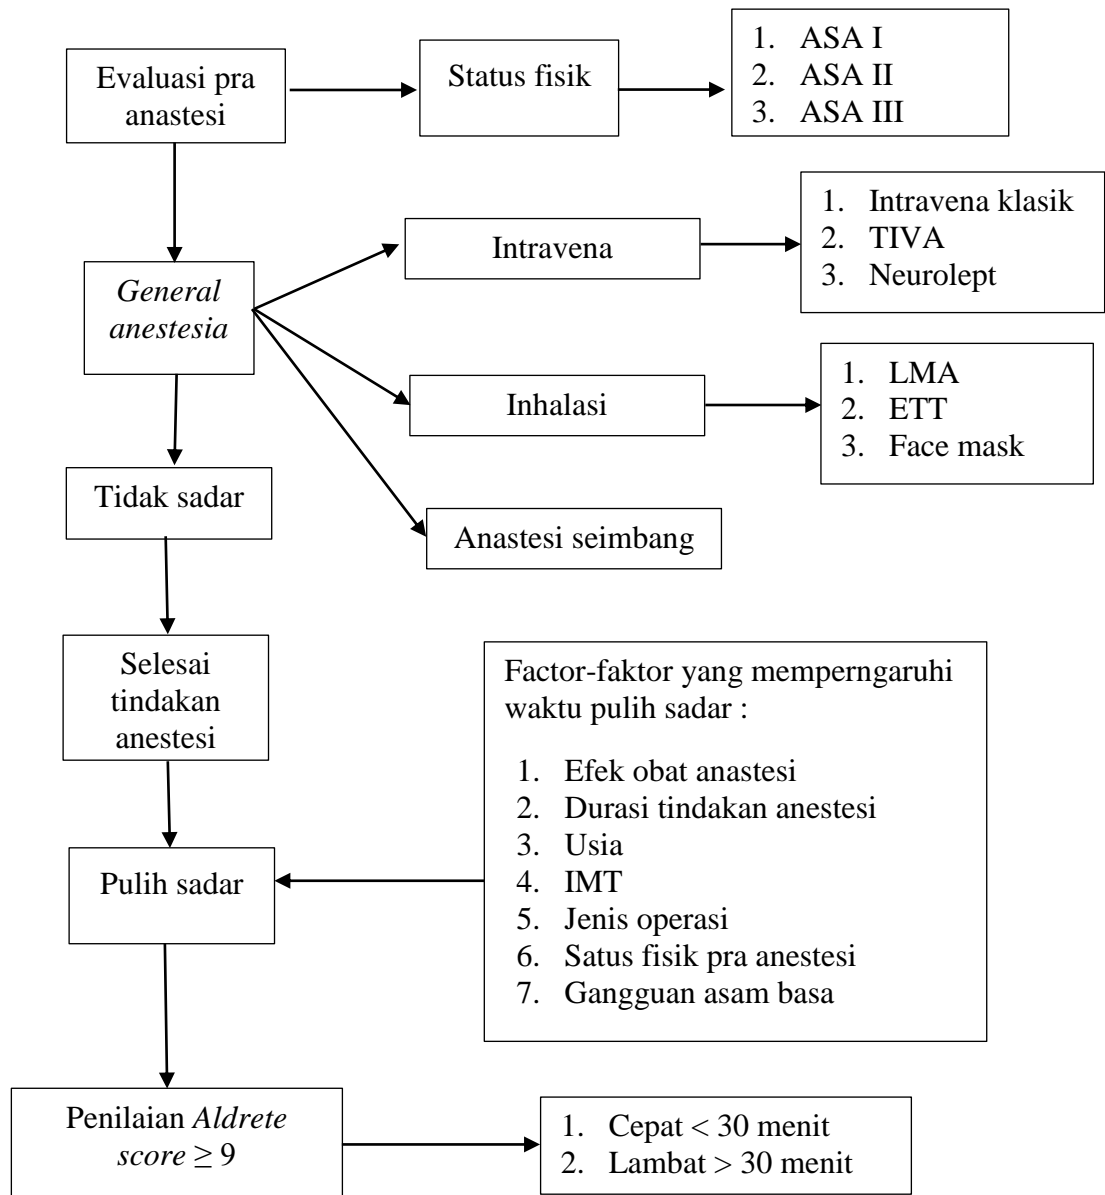 Evaluasi pra
anastesi
Status fisik
1. ASA I
2. ASA II
3. ASA III
General
anestesia
Intravena
1. Intravena klasik
2. TIVA
3. Neurolept
Inhalasi
1. LMA
2. ETT
3. Face mask
Anastesi seimbang
Tidak sadar
Selesai
tindakan
anestesi
Factor-faktor yang memperngaruhi
waktu pulih sadar :
1. Efek obat anastesi
2. Durasi tindakan anestesi
3. Usia
4. IMT
5. Jenis operasi
6. Satus fisik pra anestesi
7. Gangguan asam basa
Pulih sadar
Penilaian Aldrete
score ≥ 9
1. Cepat < 30 menit
2. Lambat > 30 menit